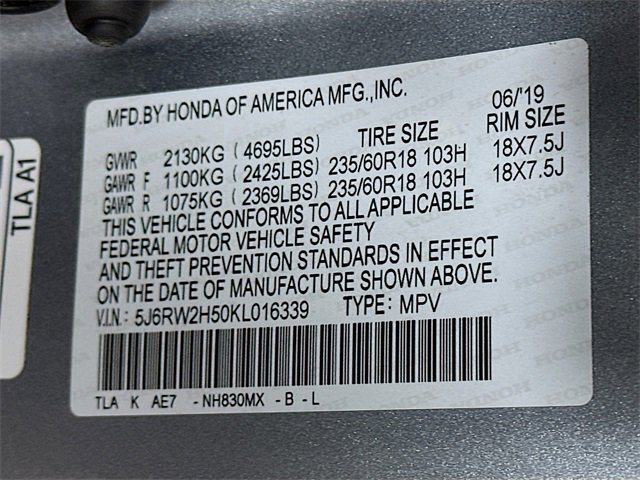 MFD.BY HONDA OF AMERICA MFG.,INC. 06/'19
TIRE SIZE RIM SIZE
GVWR 2130KG (4695LBS)
GAWR F 1100KG (2425LBS) 235/60R18 103H 18X7.5J
GAWR R 1075KG (2369LBS) 235/60R18 103H 18X7.5J
THIS VEHICLE CONFORMS TO ALL APPLICABLE
FEDERAL MOTOR VEHICLE SAFETY
AND THEFT PREVENTION STANDARDS IN EFFECT
ON THE DATE OF MANUFACTURE SHOWN ABOVE.
V.I.N.: 5J6RW2H50KL016339 TYPE: MPV
TLA K AE7 -NH830MX -B -L
TLA A1